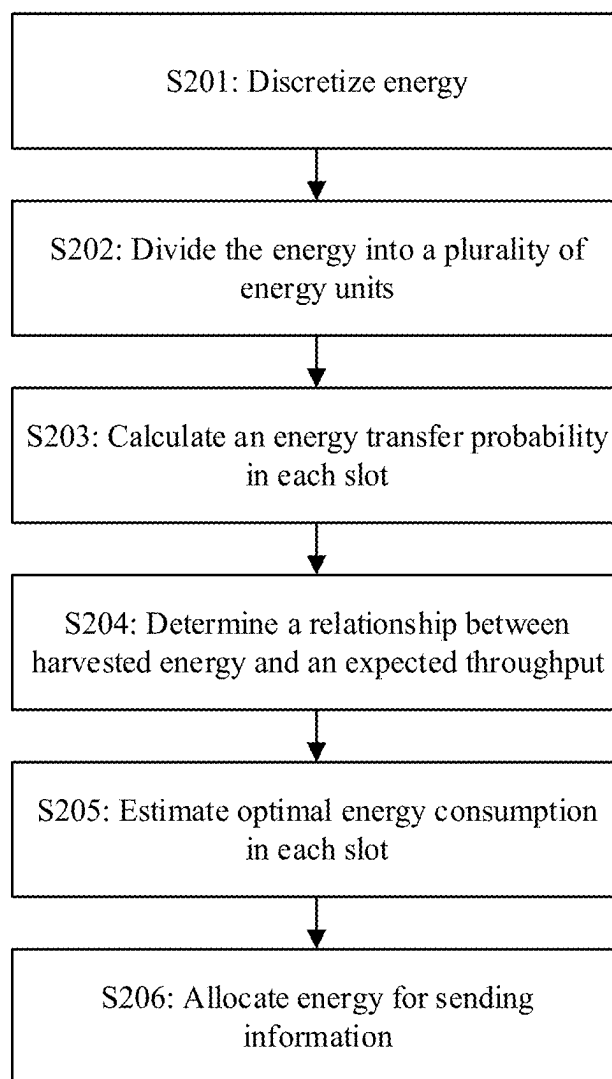 S201: Discretize energy
S202: Divide the energy into a plurality of
energy units
S203: Calculate an energy transfer probability
in each slot
S204: Determine a relationship between
harvested energy and an expected throughput
S205: Estimate optimal energy consumption
in each slot
S206: Allocate energy for sending
information